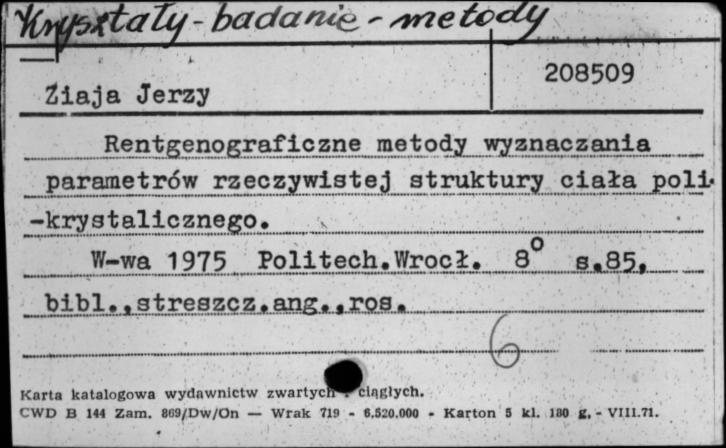 Kryształy - badanie - metody
208509
Ziaja Jerzy
Rentgenograficzne metody wyznaczania
parametrów rzeczywistej struktury ciała poli-
-krystalicznego.
W-wa 1975 Politech.Wrocł. 8° s.85,
bibl.,streszcz.ang.,ros.
6
Karta katalogowa wydawnictw zwartych ciągłych.
CWD B 144 Zam. 869/Dw/On — Wrak 719 - 6.520.000 - Karton 5 kl. 180 g. - VIII.71.